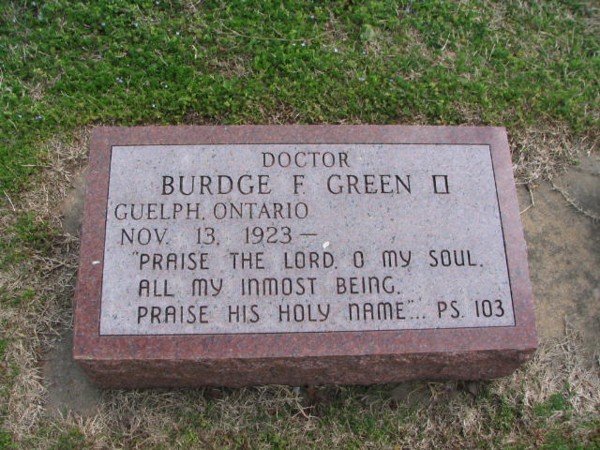 DOCTOR
BURDGE F. GREEN
GUELPH, ONTARIO
NOV. 13, 1923 –
"PRAISE THE LORD, O MY SOUL,
ALL MY INMOST BEING,
PRAISE HIS HOLY NAME"... PS. 103